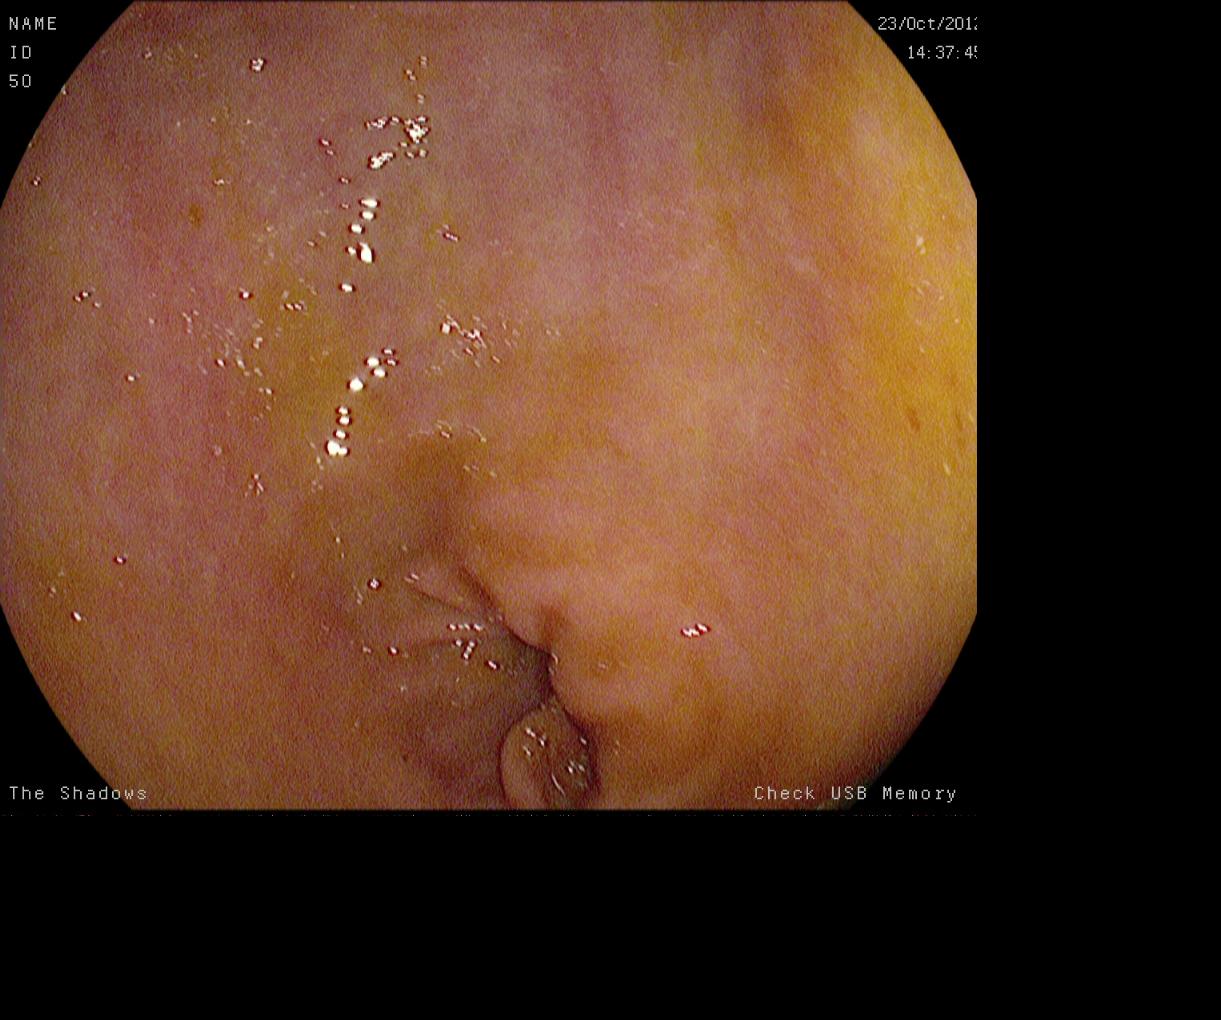 NAME
23/Oct/201
ID
14:37:4
50
The Shadows
Check USB Memory